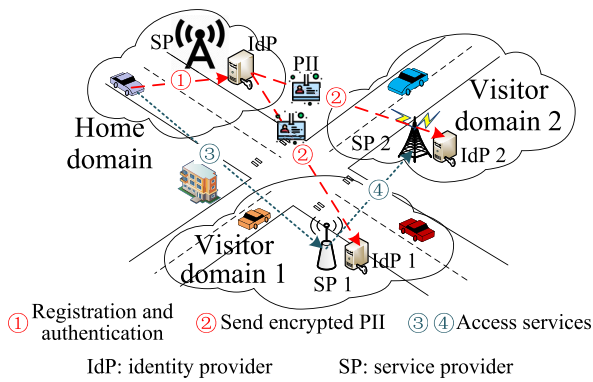 SP
IdP
PII
①
②
Visitor
domain 2
Home
domain
SP 2
IdP 2
③
②
④
Visitor
domain 1
IdP 1
SP 1
① Registration and
authentication
② Send encrypted PII
③ ④ Access services
IdP: identity provider
SP: service provider